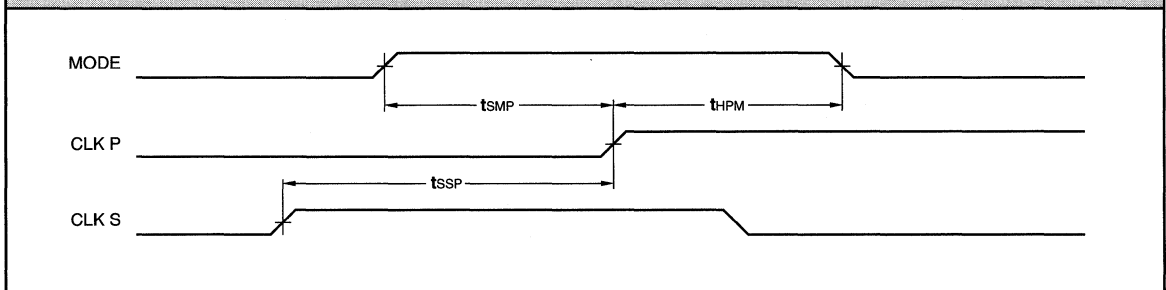 MODE
tSMP
tHPM
CLK P
tSSP
CLK S